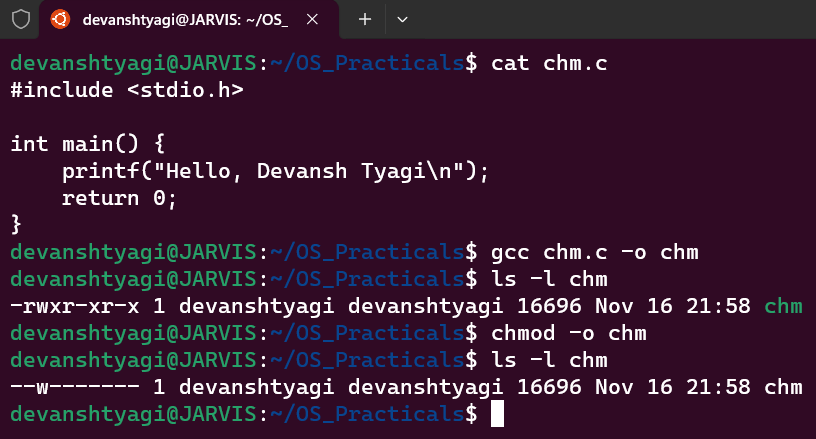 devanshtyagi@JARVIS: ~/OS_
devanshtyagi@JARVIS:~/OS_Practicals$ cat chm.c
#include <stdio.h>

int main() {
    printf("Hello, Devansh Tyagi\n");
    return 0;
}
devanshtyagi@JARVIS:~/OS_Practicals$ gcc chm.c -o chm
devanshtyagi@JARVIS:~/OS_Practicals$ ls -l chm
-rwxr-xr-x 1 devanshtyagi devanshtyagi 16696 Nov 16 21:58 chm
devanshtyagi@JARVIS:~/OS_Practicals$ chmod -o chm
devanshtyagi@JARVIS:~/OS_Practicals$ ls -l chm
--w------- 1 devanshtyagi devanshtyagi 16696 Nov 16 21:58 chm
devanshtyagi@JARVIS:~/OS_Practicals$